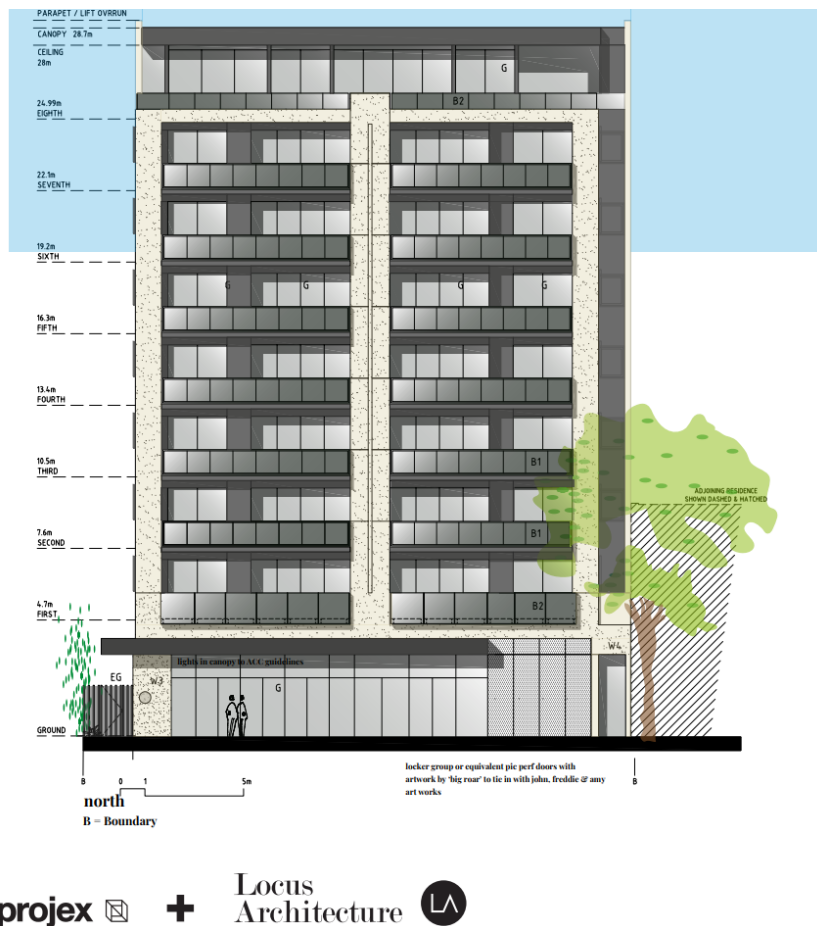 PARAPET / LIFT OVRRUN
CANOPY 28.7m
CEILING
28m
G
24.99m
EIGHTH
B2
22.1m
SEVENTH
19.2m
SIXTH
G G G G
16.3m
FIFTH
13.4m
FOURTH
10.5m
THIRD
B1
ADJOINING RESIDENCE
SHOWN DASHED & HATCHED
7.6m
SECOND
B1
4.7m
FIRST
B2
W4
lights in canopy to ACC guidelines
EG
W3
G
GROUND
B 0 1 5m
B
north
B = Boundary
locker group or equivalent pic perf doors with
artwork by 'big roar' to tie in with john, freddie & amy
art works
projex
+
Locus
Architecture
LA